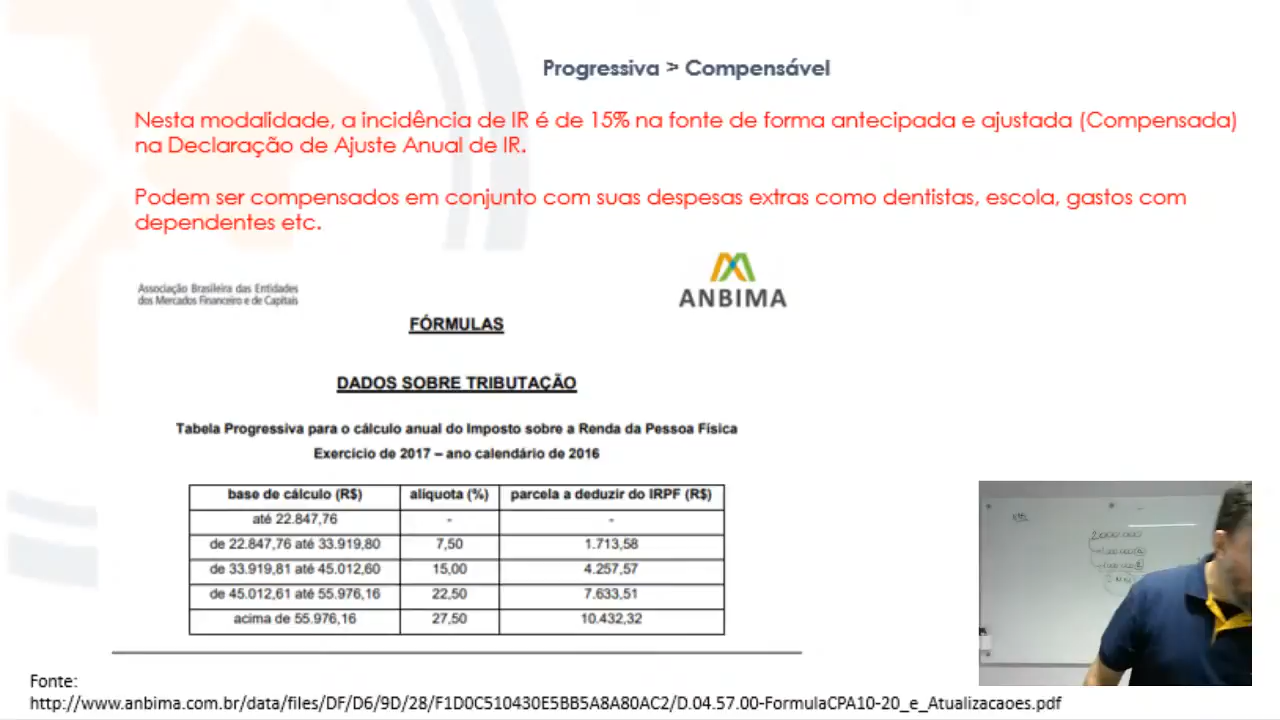 Progressiva > Compensável
Nesta modalidade, a incidência de IR é de 15% na fonte de forma antecipada e ajustada (Compensada)
na Declaração de Ajuste Anual de IR.
Podem ser compensados em conjunto com suas despesas extras como dentistas, escola, gastos com
dependentes etc.
Associação Brasileira das Entidades
dos Mercados Financeiro e de Capitais
ANBIMA
FÓRMULAS
DADOS SOBRE TRIBUTAÇÃO
Tabela Progressiva para o cálculo anual do Imposto sobre a Renda da Pessoa Física
Exercício de 2017 – ano calendário de 2016
base de cálculo (R$) alíquota (%) parcela a deduzir do IRPF (R$)
até 22.847,76 - -
de 22.847,76 até 33.919,80 7,50 1.713,58
de 33.919,81 até 45.012,60 15,00 4.257,57
de 45.012,61 até 55.976,16 22,50 7.633,51
acima de 55.976,16 27,50 10.432,32
Fonte:
http://www.anbima.com.br/data/files/DF/D6/9D/28/F1D0C510430E5BB5A8A80AC2/D.04.57.00-FormulaCPA10-20_e_Atualizacaoes.pdf